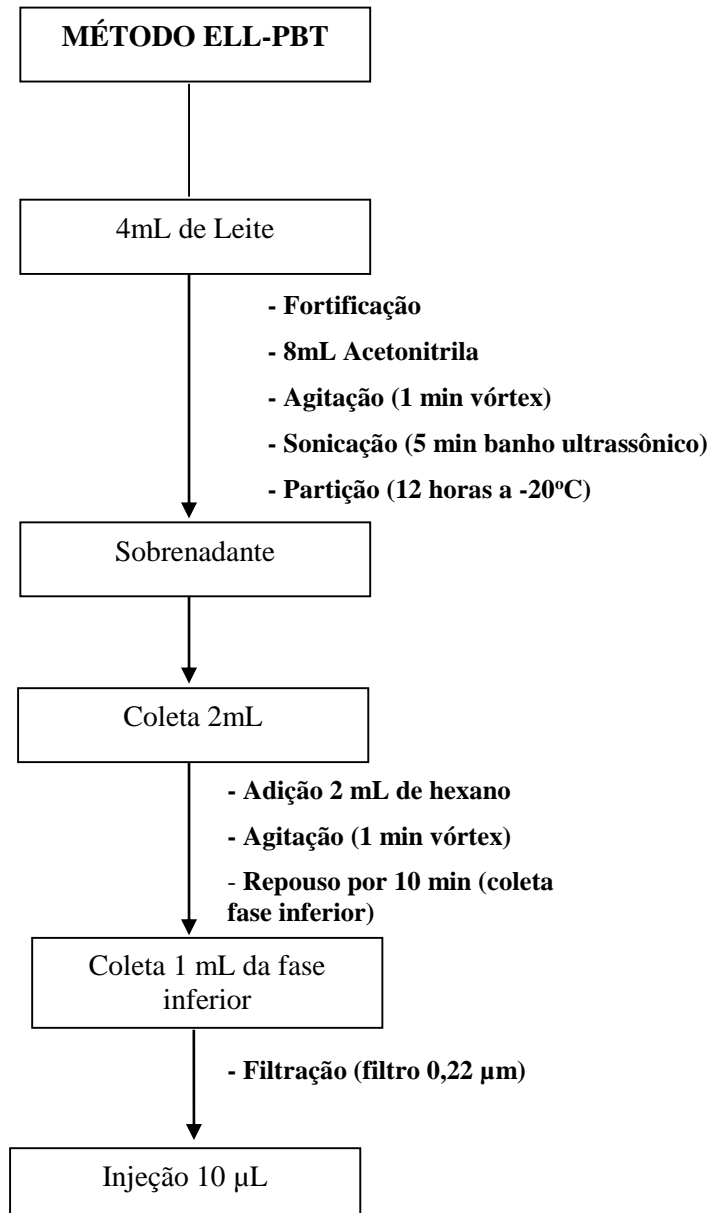 MÉTODO ELL-PBT
4mL de Leite
- Fortificação
- 8mL Acetonitrila
- Agitação (1 min vórtex)
- Sonicação (5 min banho ultrassônico)
- Partição (12 horas a -20ºC)
Sobrenadante
Coleta 2mL
- Adição 2 mL de hexano
- Agitação (1 min vórtex)
- Repouso por 10 min (coleta
fase inferior)
Coleta 1 mL da fase
inferior
- Filtração (filtro 0,22 µm)
Injeção 10 µL